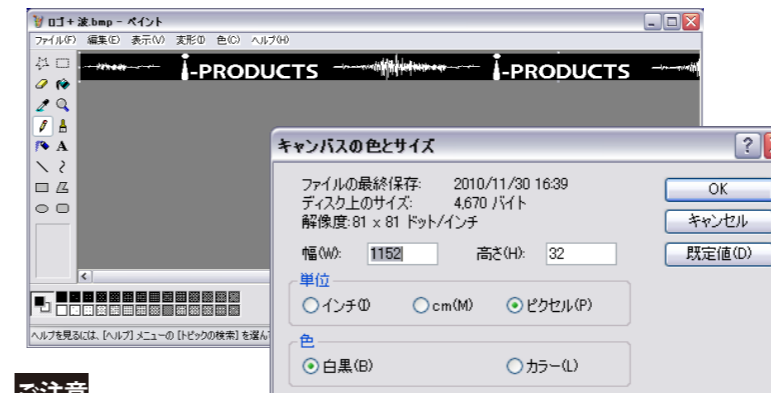 ロゴ+波.bmp - ペイント
ファイル(F) 編集(E) 表示(V) 変形(I) 色(C) ヘルプ(H)
i-PRODUCTS i-PRODUCTS
A
ヘルプを見るには、[ヘルプ] メニューの [トピックの検索] を選ん
キャンバスの色とサイズ
ファイルの最終保存: 2010/11/30 16:39
ディスク上のサイズ: 4,670 バイト
解像度:81 x 81 ドット/インチ
幅(W): 1152 高さ(H): 32
単位
インチ(I) cm(M) ピクセル(P)
色
白黒(B) カラー(L)
OK
キャンセル
既定値(D)
ご注意